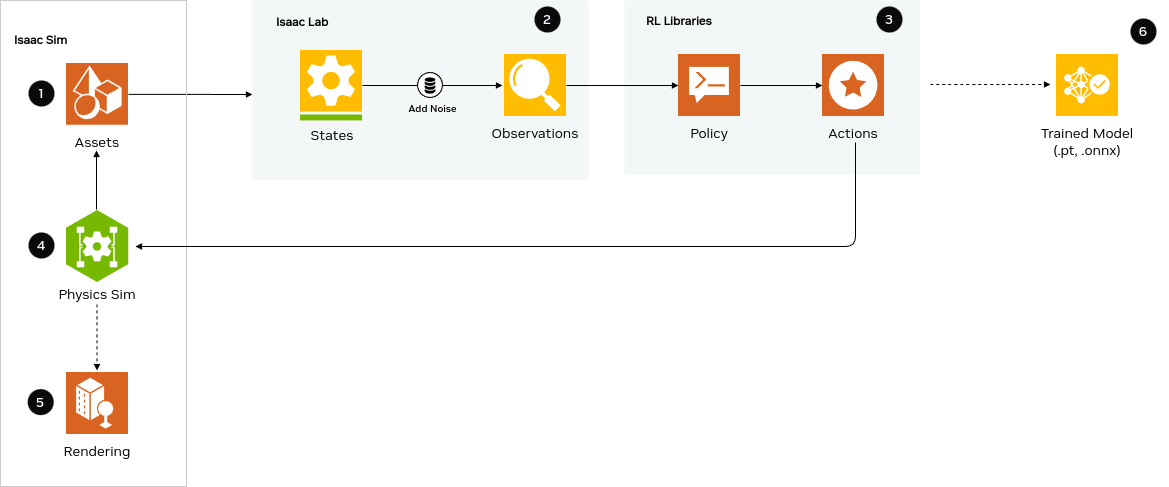 Isaac Sim
1
Assets
4
Physics Sim
5
Rendering
Isaac Lab
2
States
Add Noise
Observations
RL Libraries
3
Policy
Actions
6
Trained Model
(.pt, .onnx)